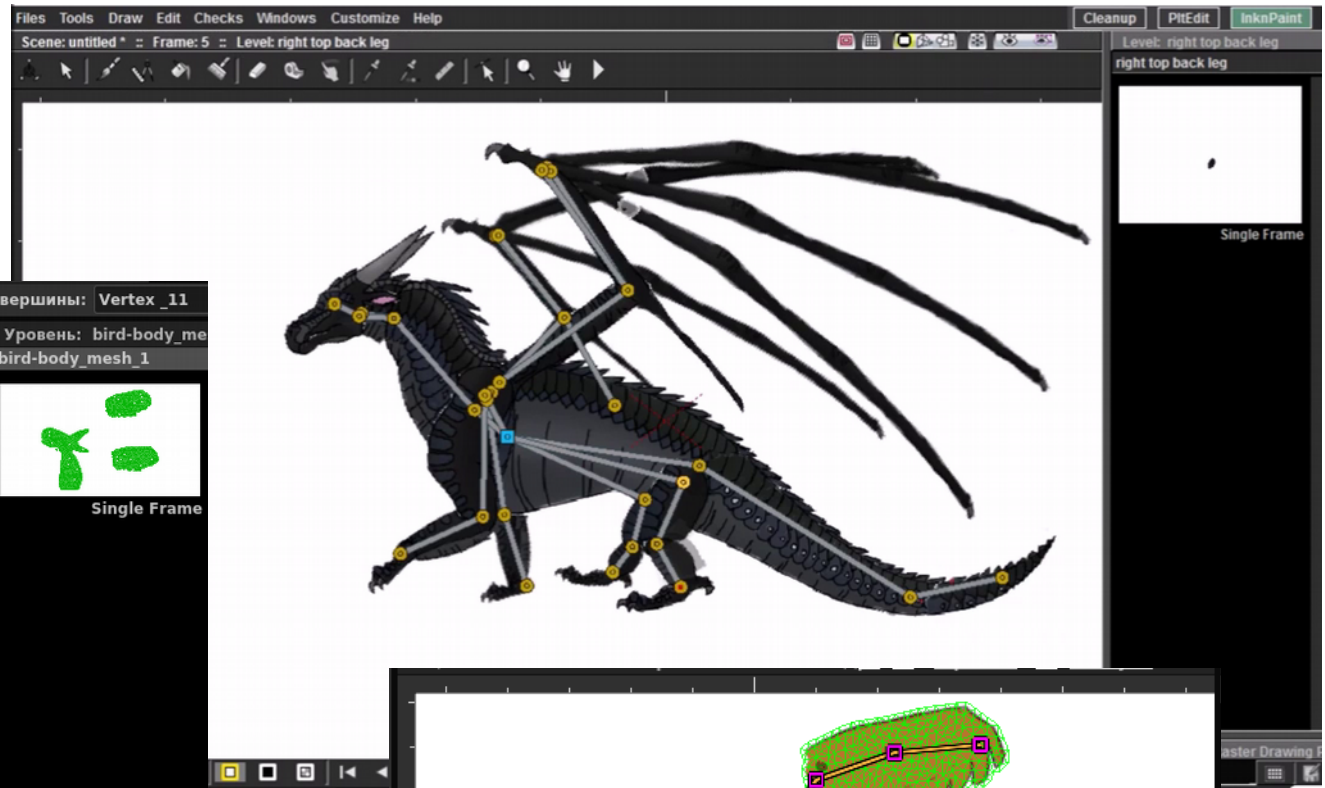 Files Tools Draw Edit Checks Windows Customize Help
Cleanup PltEdit InknPaint
Scene: untitled * :: Frame: 5 :: Level: right top back leg
Level: right top back leg
right top back leg
Single Frame
вершины: Vertex _11
Уровень: bird-body_me
bird-body_mesh_1
Single Frame
aster Drawing P